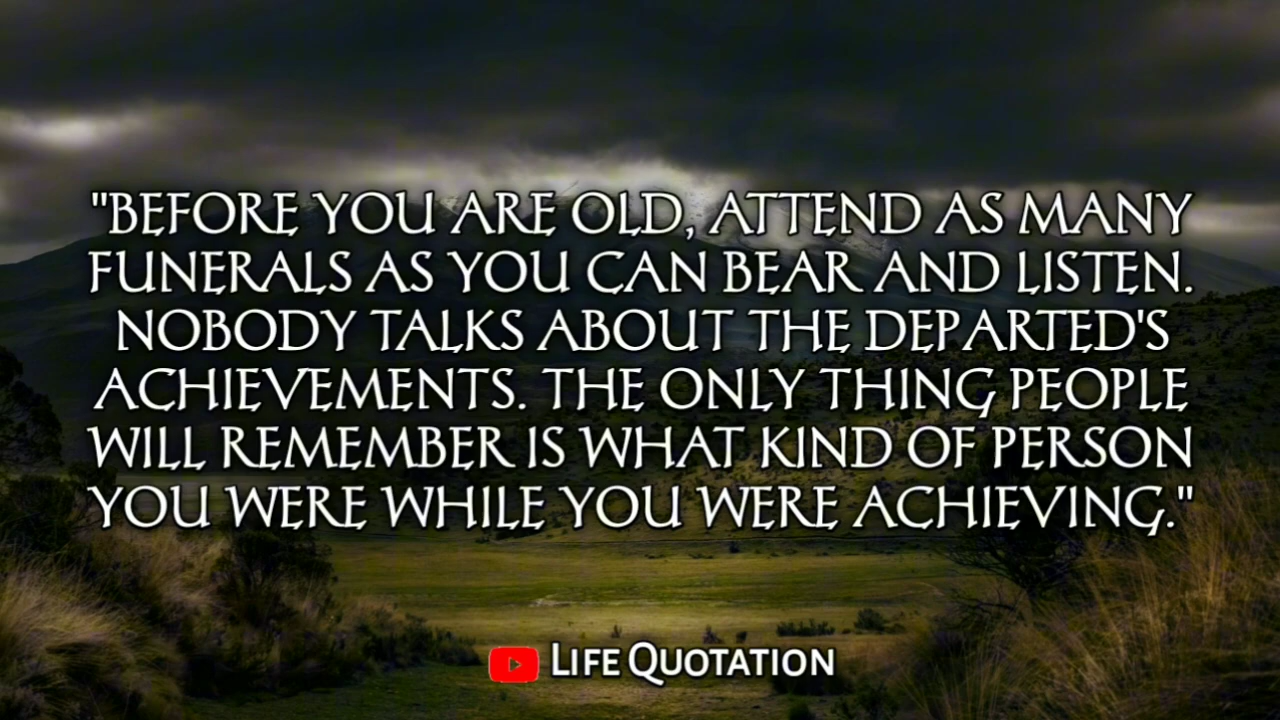 "BEFORE YOU ARE OLD, ATTEND AS MANY
FUNERALS AS YOU CAN BEAR AND LISTEN.
NOBODY TALKS ABOUT THE DEPARTED'S
ACHIEVEMENTS. THE ONLY THING PEOPLE
WILL REMEMBER IS WHAT KIND OF PERSON
YOU WERE WHILE YOU WERE ACHIEVING."
LIFE QUOTATION